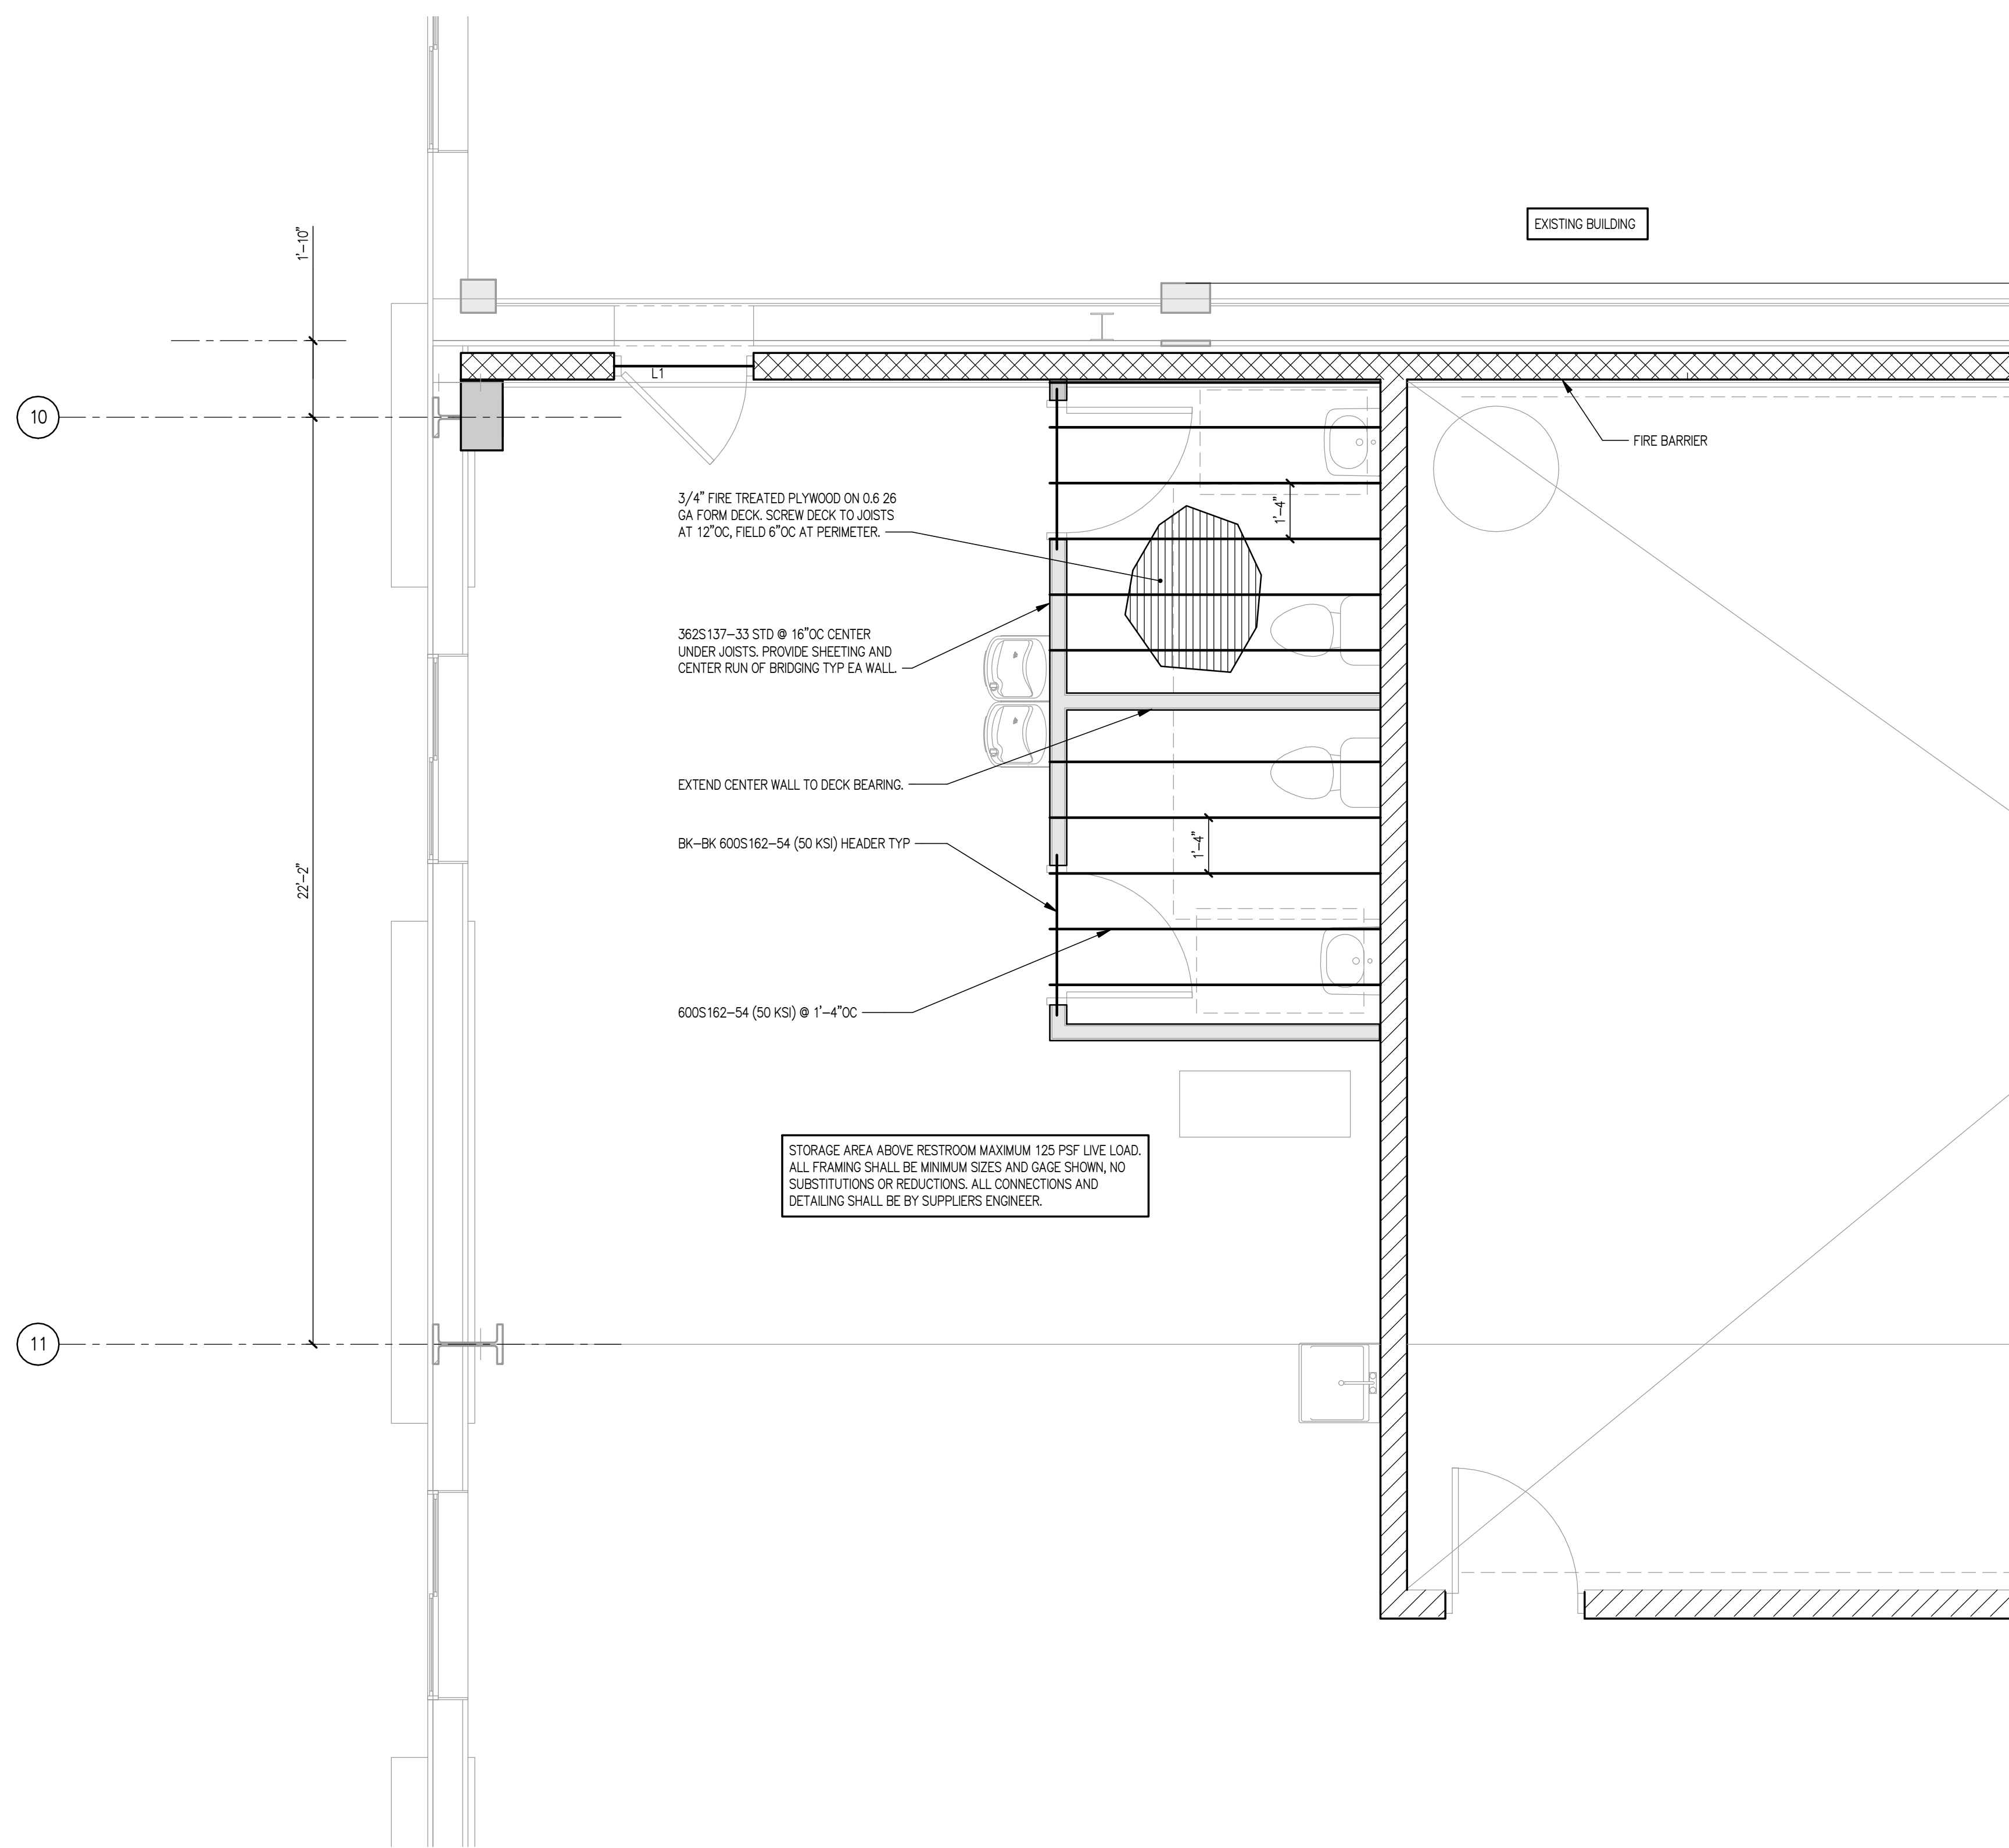 EXISTING BUILDING
1'-10"
L1
10
FIRE BARRIER
3/4" FIRE TREATED PLYWOOD ON 0.6 26
GA FORM DECK. SCREW DECK TO JOISTS
AT 12"OC, FIELD 6"OC AT PERIMETER.
1'-4"
362S137-33 STD @ 16"OC CENTER
UNDER JOISTS. PROVIDE SHEETING AND
CENTER RUN OF BRIDGING TYP EA WALL.
EXTEND CENTER WALL TO DECK BEARING.
BK-BK 600S162-54 (50 KSI) HEADER TYP
1'-4"
22'-2"
600S162-54 (50 KSI) @ 1'-4"OC
STORAGE AREA ABOVE RESTROOM MAXIMUM 125 PSF LIVE LOAD.
ALL FRAMING SHALL BE MINIMUM SIZES AND GAGE SHOWN, NO
SUBSTITUTIONS OR REDUCTIONS. ALL CONNECTIONS AND
DETAILING SHALL BE BY SUPPLIERS ENGINEER.
11